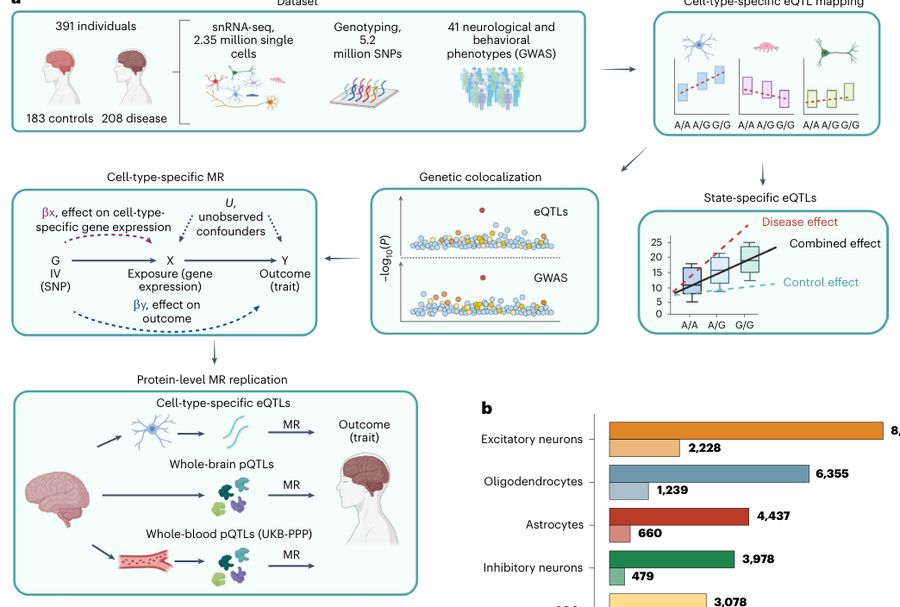 a
Dataset
391 individuals
183 controls
208 disease
snRNA-seq,
2.35 million single
cells
Genotyping,
5.2
million SNPs
41 neurological and
behavioral
phenotypes (GWAS)
Cell-type-specific eQTL mapping
A/A A/G G/G
A/A A/G G/G
A/A A/G G/G
Cell-type-specific MR
βx, effect on cell-type-
specific gene expression
U,
unobserved
confounders
G
IV
(SNP)
X
Exposure (gene
expression)
Y
Outcome
(trait)
βy, effect on
outcome
Genetic colocalization
−log10(P)
eQTLs
GWAS
State-specific eQTLs
Disease effect
Combined effect
Control effect
25
20
15
10
5
0
A/A
A/G
G/G
Protein-level MR replication
Cell-type-specific eQTLs
MR
Outcome
(trait)
Whole-brain pQTLs
MR
Whole-blood pQTLs (UKB-PPP)
MR
b
Excitatory neurons
8,
2,228
Oligodendrocytes
6,355
1,239
Astrocytes
4,437
660
Inhibitory neurons
3,978
479
3,078